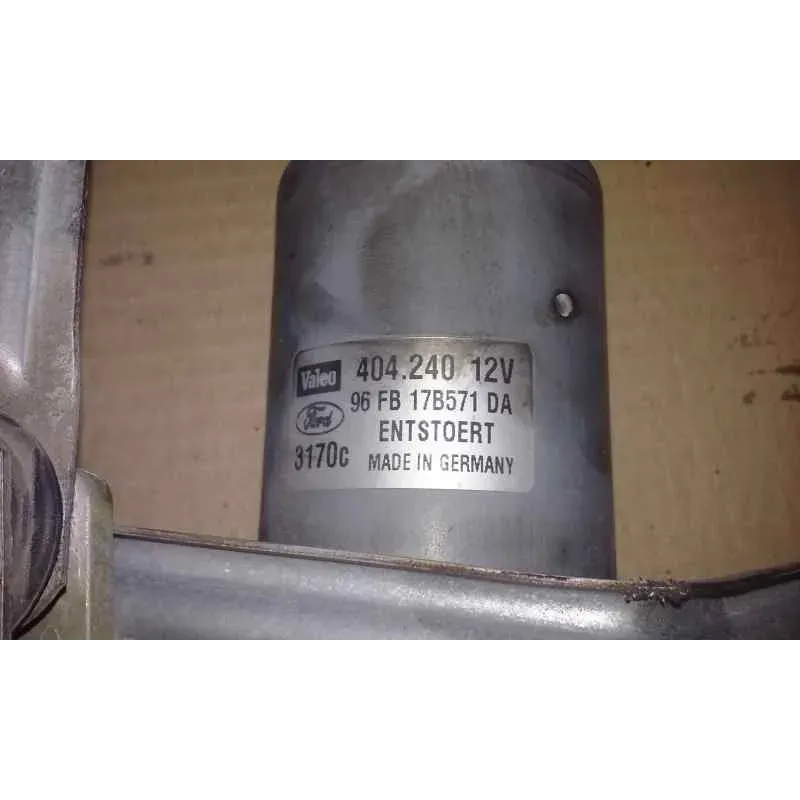 Valeo 404.240 12V
Ford 96 FB 17B571 DA
ENTSTOERT
3170c MADE IN GERMANY